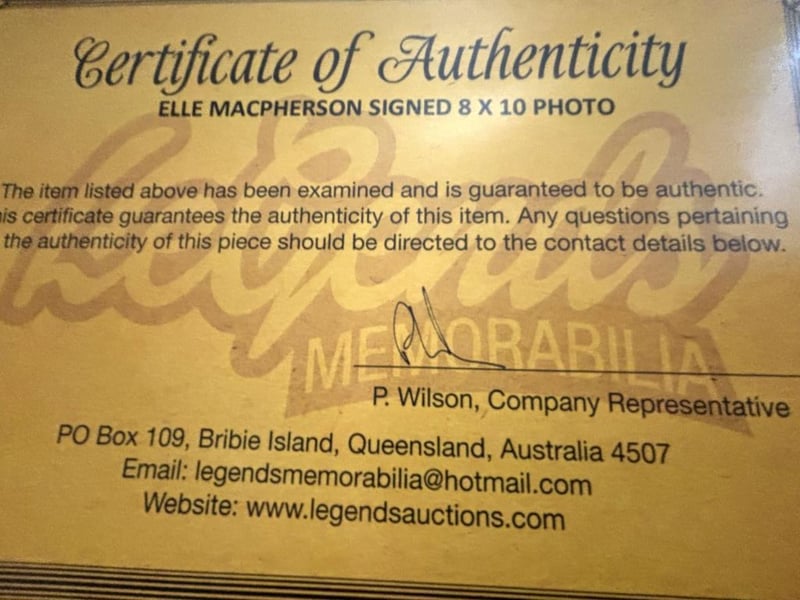 Certificate of Authenticity
ELLE MACPHERSON SIGNED 8 X 10 PHOTO
The item listed above has been examined and is guaranteed to be authentic.
is certificate guarantees the authenticity of this item. Any questions pertaining
the authenticity of this piece should be directed to the contact details below.
Legends
MEMORABILIA
P. Wilson, Company Representative
PO Box 109, Bribie Island, Queensland, Australia 4507
Email: legendsmemorabilia@hotmail.com
Website: www.legendsauctions.com